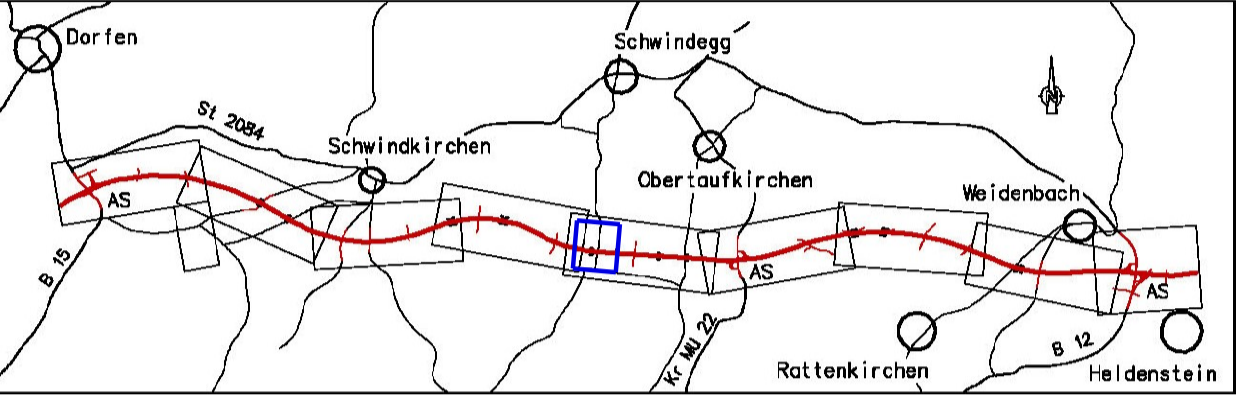 Dorfen
Schwindegg
St 2084
Schwindkirchen
Obertaufkirchen
Weidenbach
AS
B 15
AS
AS
Kr MÜ 22
B 12
Rattenkirchen
Heldenstein